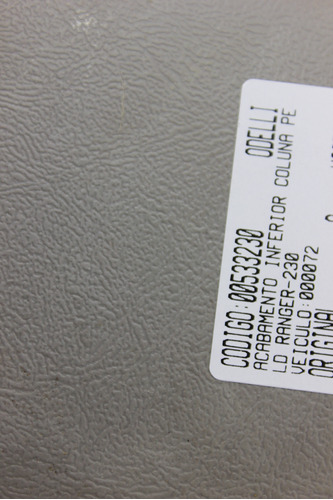 CODIGO:00533230 ODELLI
ACABAMENTO INFERIOR COLUNA PE
LD RANGER-230
VEICULO:000072
ORIGINAL